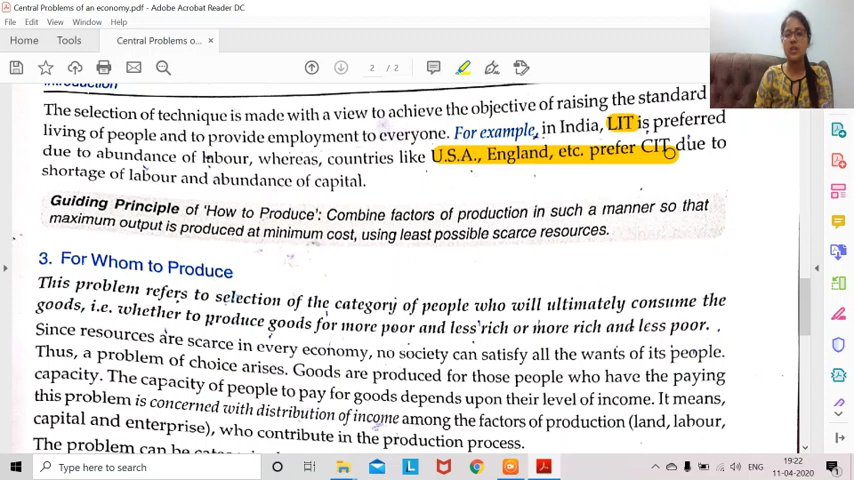 Central Problems of an economy.pdf - Adobe Acrobat Reader DC
File Edit View Window Help
Home Tools Central Problems o... ×
2 / 2
Introduction
The selection of technique is made with a view to achieve the objective of raising the standard
living of people and to provide employment to everyone. For example, in India, LIT is preferred
due to abundance of labour, whereas, countries like U.S.A., England, etc. prefer CIT due to
shortage of labour and abundance of capital.
Guiding Principle of 'How to Produce': Combine factors of production in such a manner so that
maximum output is produced at minimum cost, using least possible scarce resources.
3. For Whom to Produce
This problem refers to selection of the category of people who will ultimately consume the
goods, i.e. whether to produce goods for more poor and less rich or more rich and less poor.
Since resources are scarce in every economy, no society can satisfy all the wants of its people.
Thus, a problem of choice arises. Goods are produced for those people who have the paying
capacity. The capacity of people to pay for goods depends upon their level of income. It means,
this problem is concerned with distribution of income among the factors of production (land, labour,
capital and enterprise), who contribute in the production process.
The problem can be
Type here to search
ENG
19:22
11-04-2020